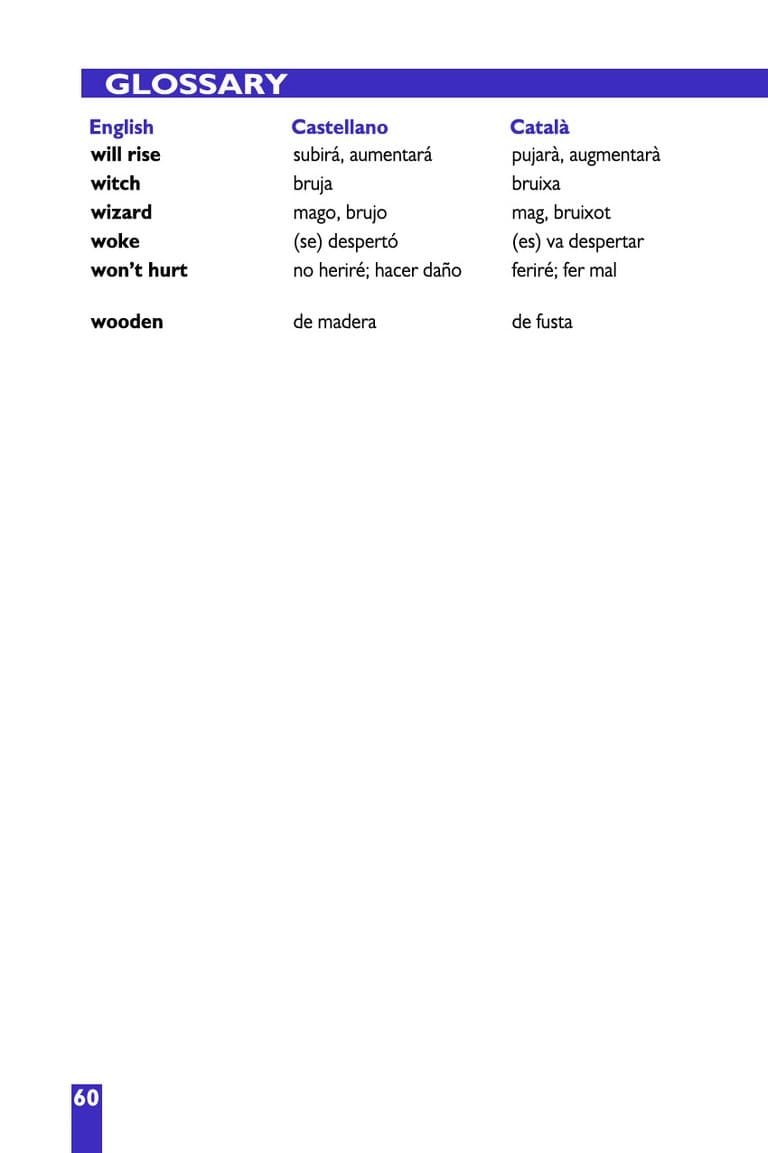 GLOSSARY
English Castellano Català
will rise subirá, aumentará pujarà, augmentarà
witch bruja bruixa
wizard mago, brujo mag, bruixot
woke (se) despertó (es) va despertar
won’t hurt no heriré; hacer daño feriré; fer mal
wooden de madera de fusta
60